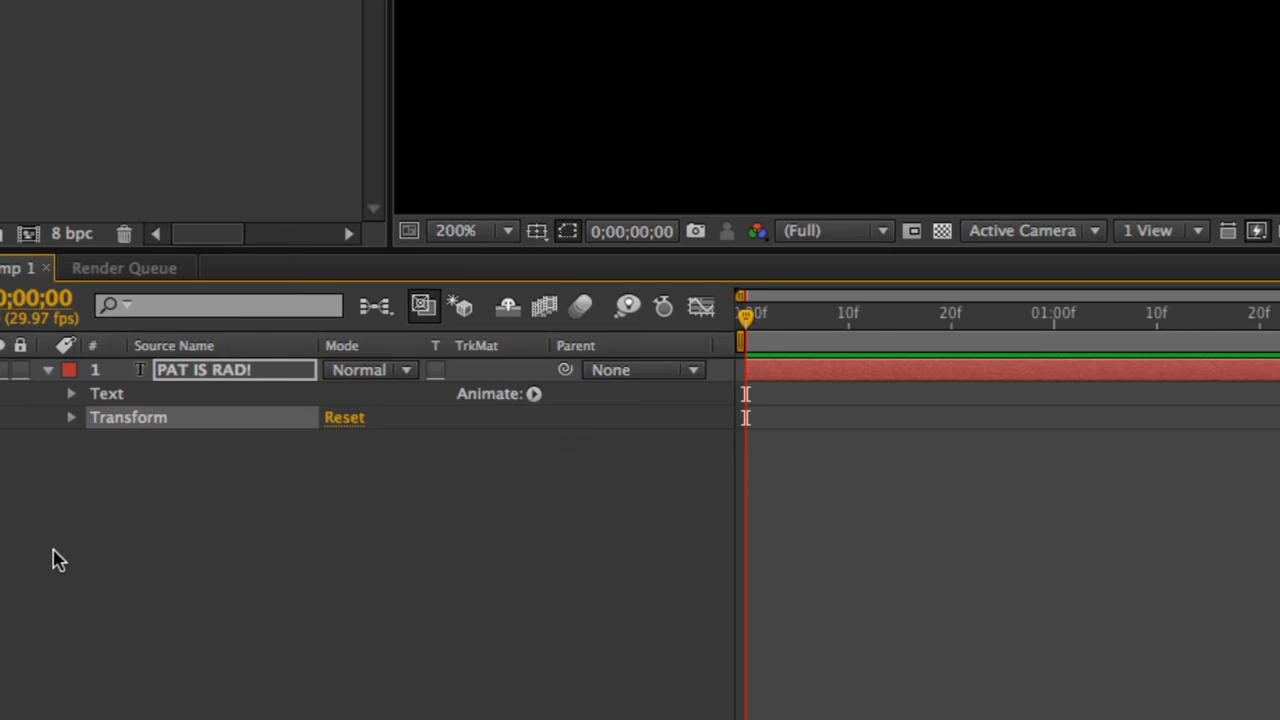 8 bpc
200%
0;00;00;00
(Full)
Active Camera
1 View
mp 1
Render Queue
0;00;00
(29.97 fps)
00f
10f
20f
01:00f
10f
20f
#
Source Name
Mode
T
TrkMat
Parent
1
T
PAT IS RAD!
Normal
None
Text
Animate:
Transform
Reset